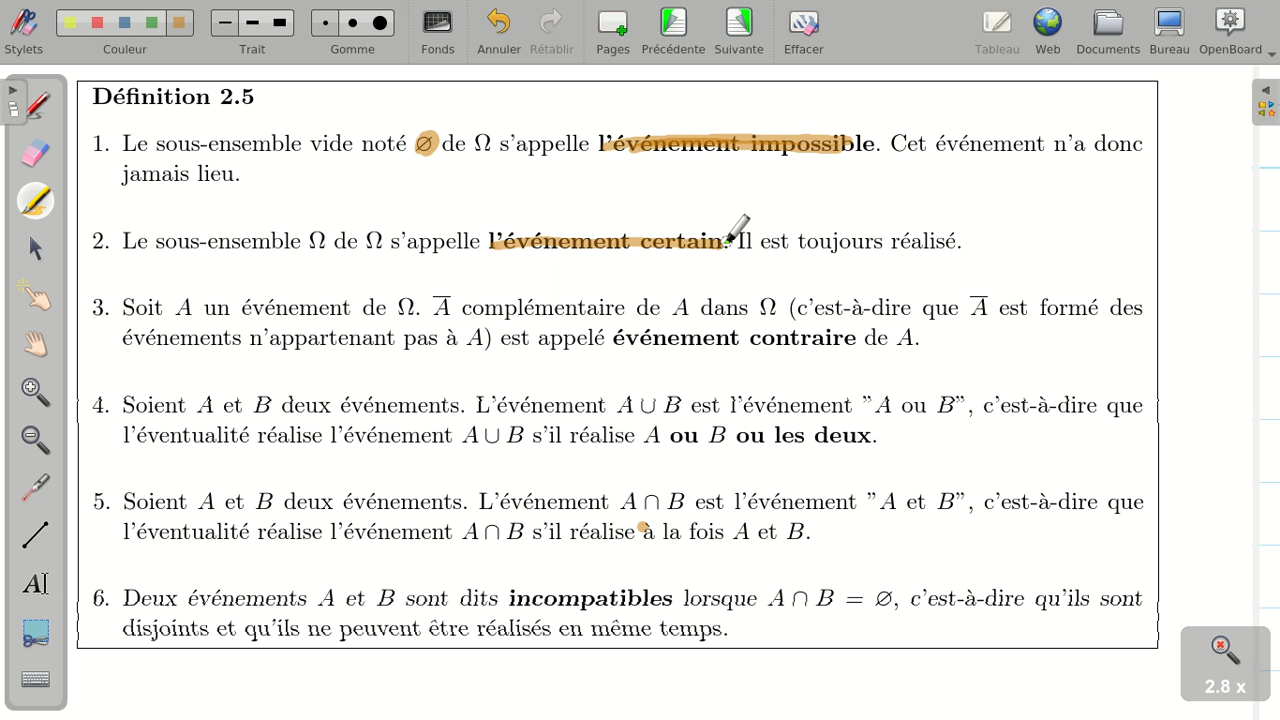 Stylets Couleur Trait Gomme Fonds Annuler Rétablir Pages Précédente Suivante Effacer Tableau Web Documents Bureau OpenBoard
Définition 2.5
1. Le sous-ensemble vide noté ∅ de Ω s'appelle l'événement impossible. Cet événement n'a donc
jamais lieu.
2. Le sous-ensemble Ω de Ω s'appelle l'événement certain. Il est toujours réalisé.
3. Soit A un événement de Ω. A̅ complémentaire de A dans Ω (c'est-à-dire que A̅ est formé des
événements n'appartenant pas à A) est appelé événement contraire de A.
4. Soient A et B deux événements. L'événement A ∪ B est l'événement ”A ou B”, c'est-à-dire que
l'éventualité réalise l'événement A ∪ B s'il réalise A ou B ou les deux.
5. Soient A et B deux événements. L'événement A ∩ B est l'événement ”A et B”, c'est-à-dire que
l'éventualité réalise l'événement A ∩ B s'il réalise à la fois A et B.
6. Deux événements A et B sont dits incompatibles lorsque A ∩ B = ∅, c'est-à-dire qu'ils sont
disjoints et qu'ils ne peuvent être réalisés en même temps.
2.8 x